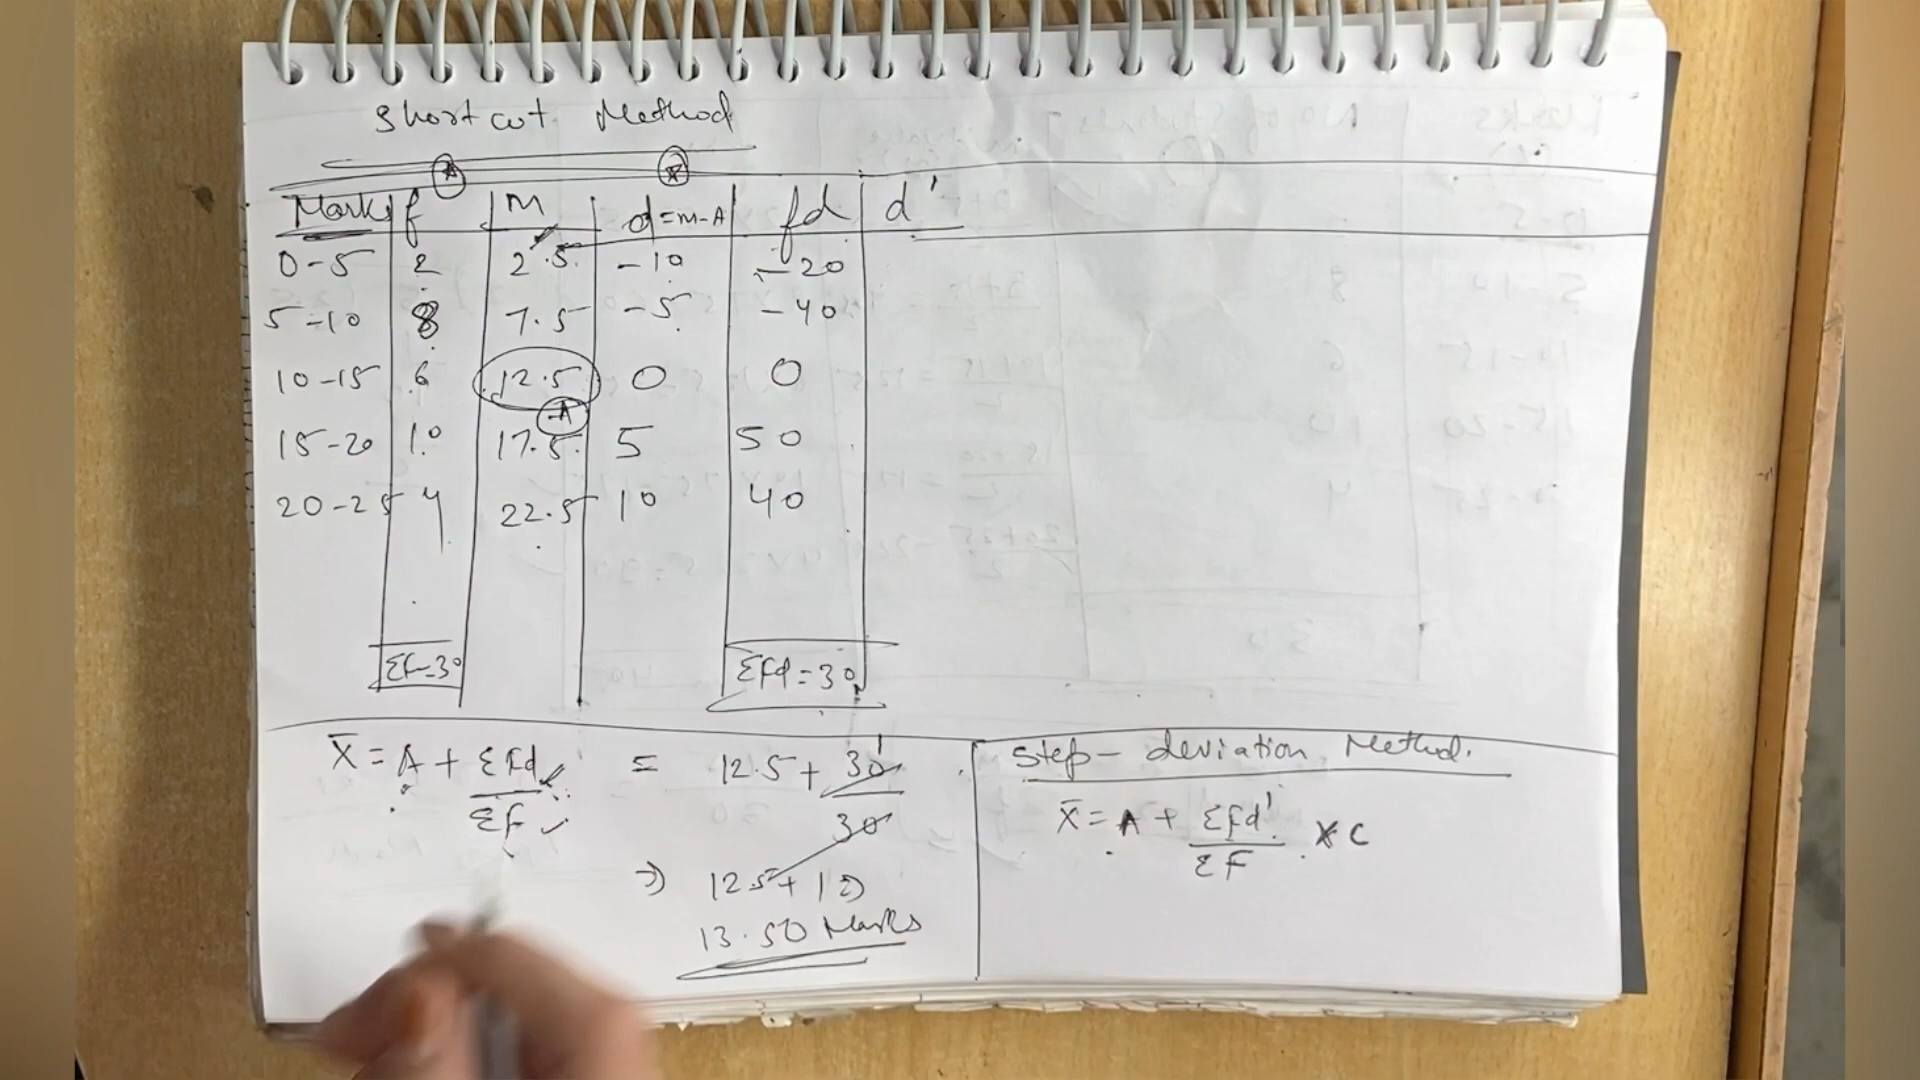 Shortcut Method
A
Marks f m d=m-A fd d'
0-5 2 2.5 -10 -20
5-10 8 7.5 -5 -40
10-15 6 12.5 0 0
A
15-20 10 17.5 5 50
20-25 4 22.5 10 40
Σf=30 Σfd=30
X̄ = A + Σfd/Σf = 12.5 + 30/30 1
⇒ 12.5 + 1 ⇒
13.50 Marks
Step-deviation Method.
X̄ = A + Σfd'/Σf × C